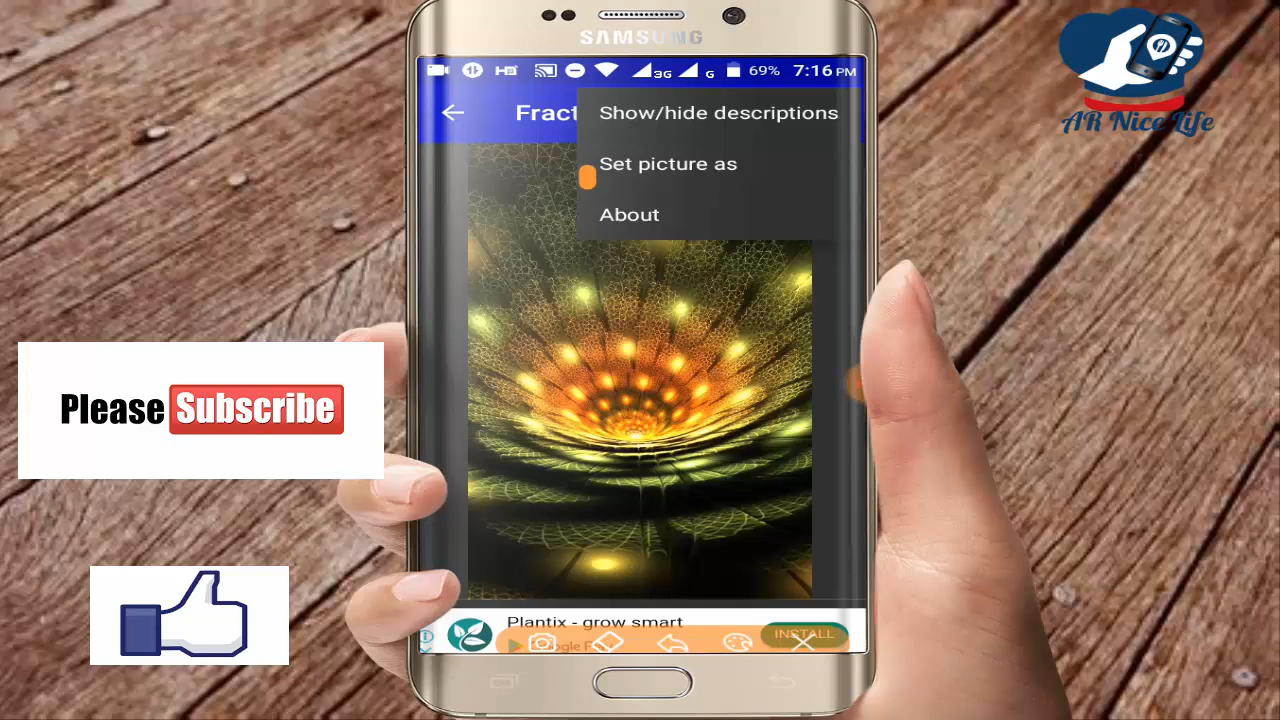 SAMSUNG
3G
G
69%
7:16 PM
Fract
Show/hide descriptions
Set picture as
About
AR Nice Life
Please Subscribe
Plantix - grow smart
INSTALL